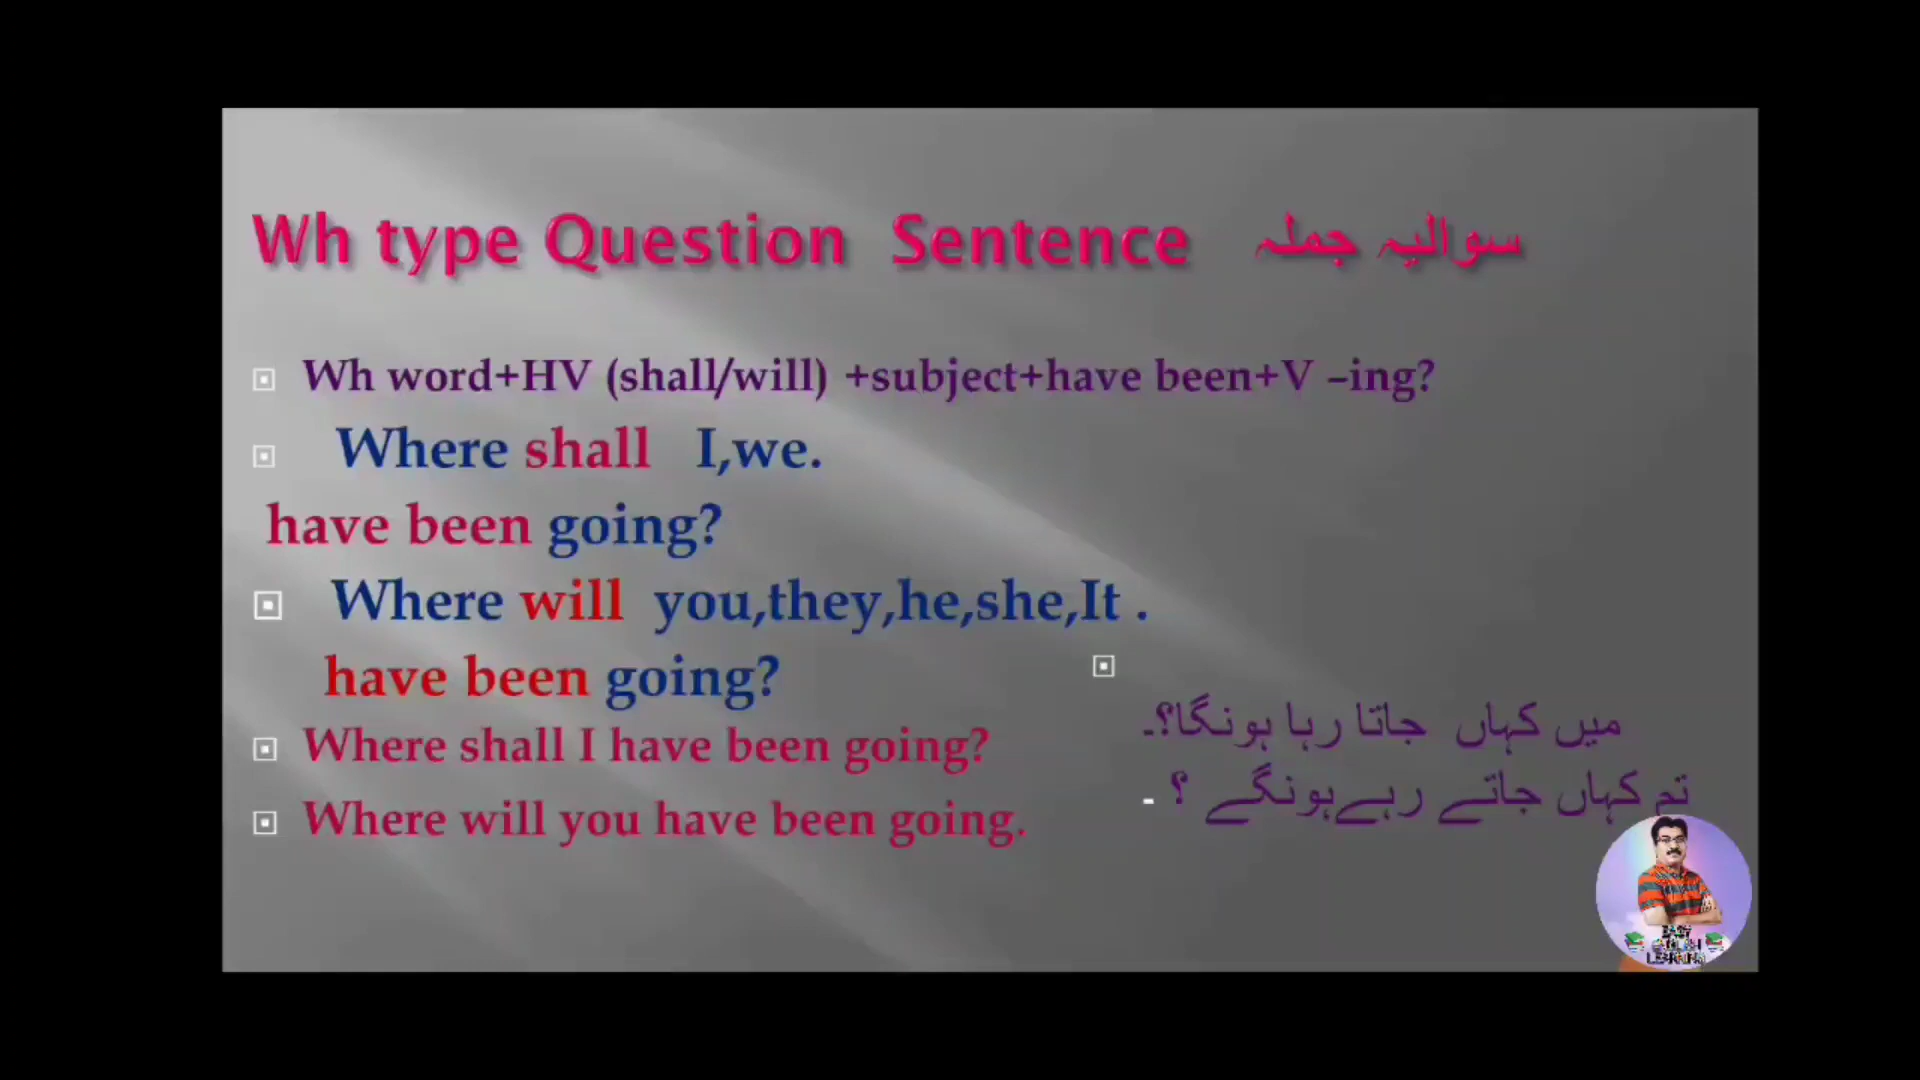 Wh type Question Sentence سوالیہ جملہ
Wh word+HV (shall/will) +subject+have been+V –ing?
Where shall I,we.
have been going?
Where will you,they,he,she,It .
have been going?
Where shall I have been going?
Where will you have been going.
میں کہاں جاتا رہا ہونگا؟۔
تم کہاں جاتے رہےہونگے ؟ -